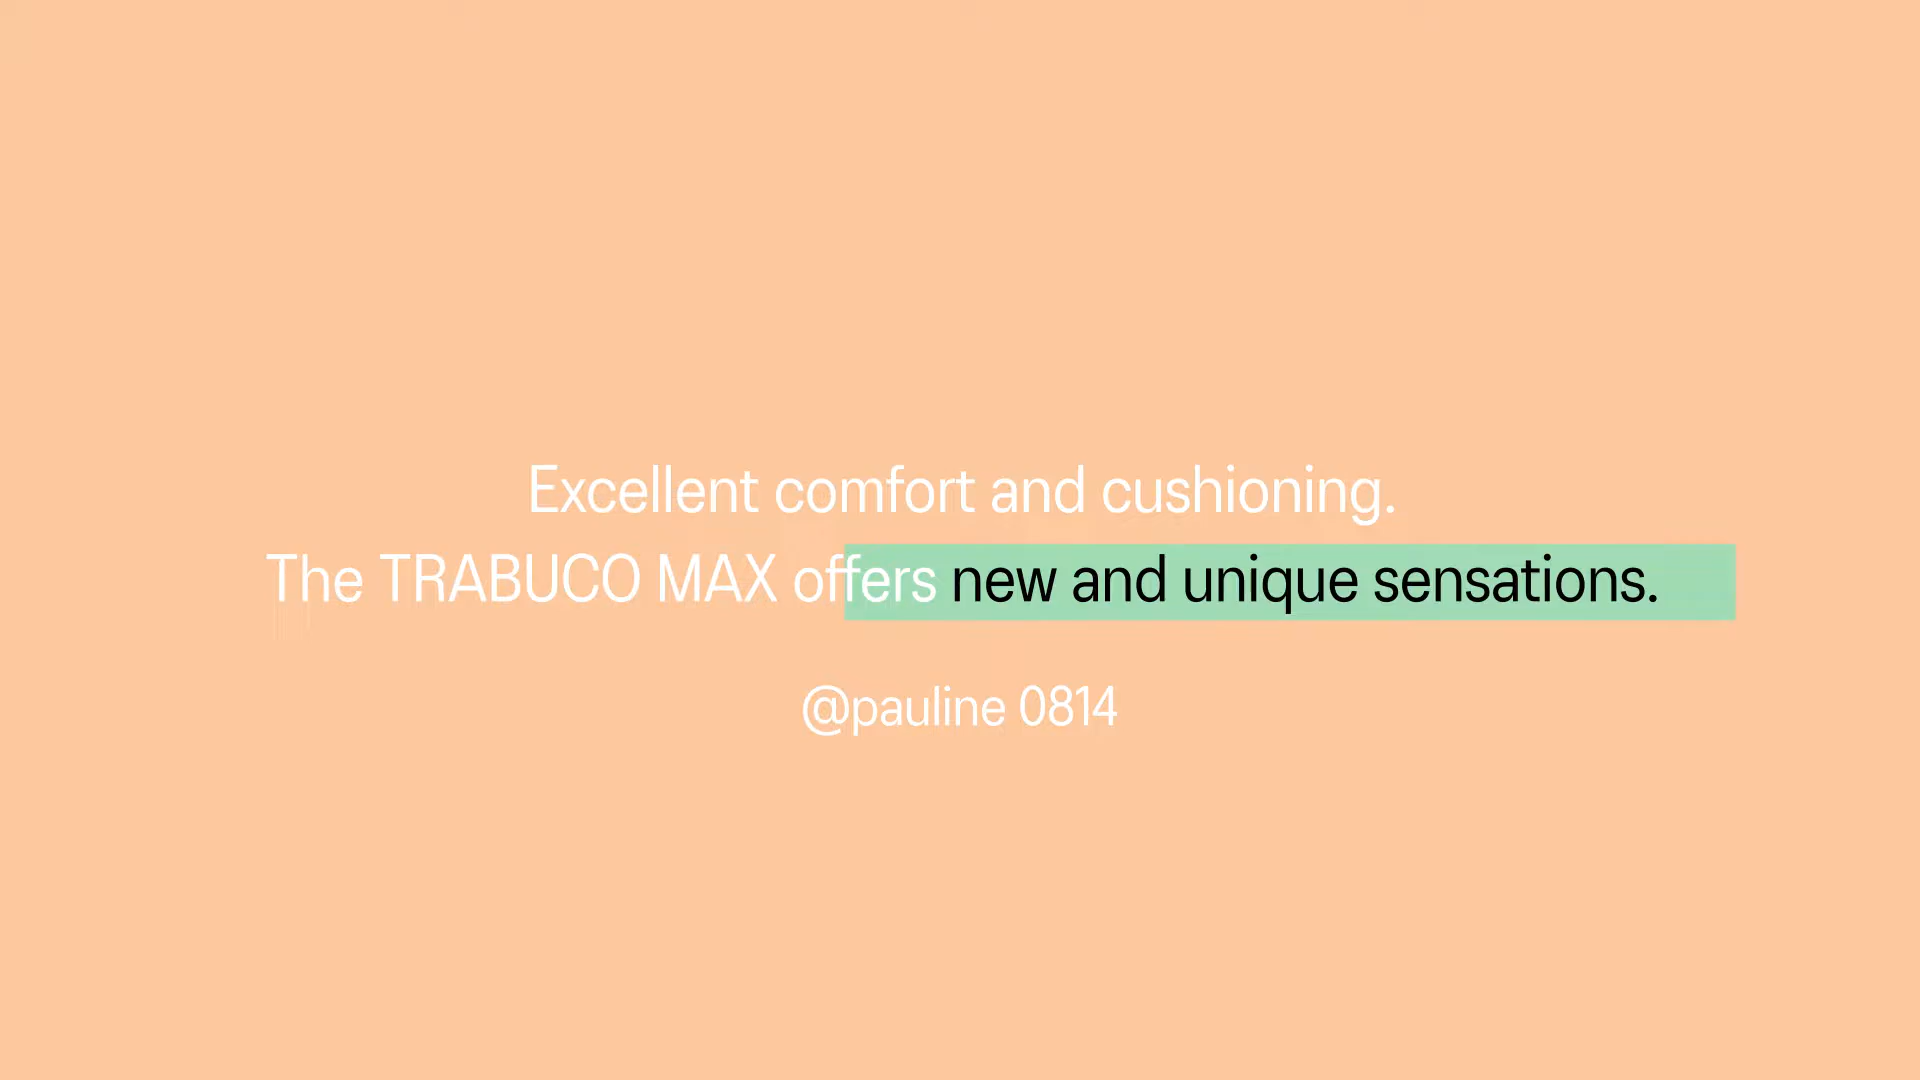 Excellent comfort and cushioning.
The TRABUCO MAX offers new and unique sensations.
@pauline 0814